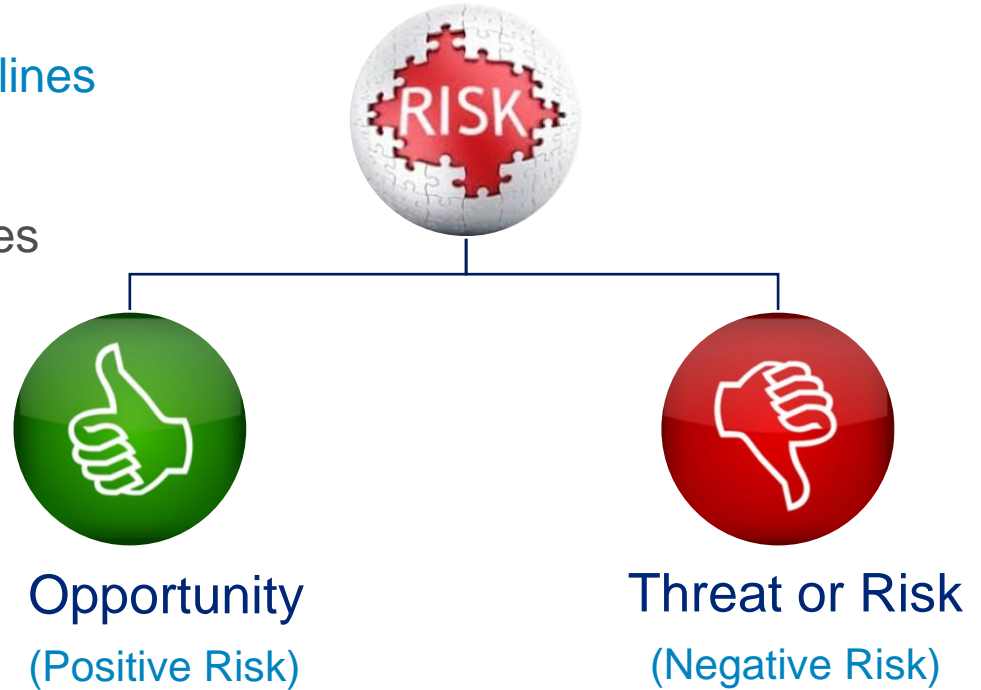 lines
RISK
es
Opportunity
Threat or Risk
(Positive Risk)
(Negative Risk)